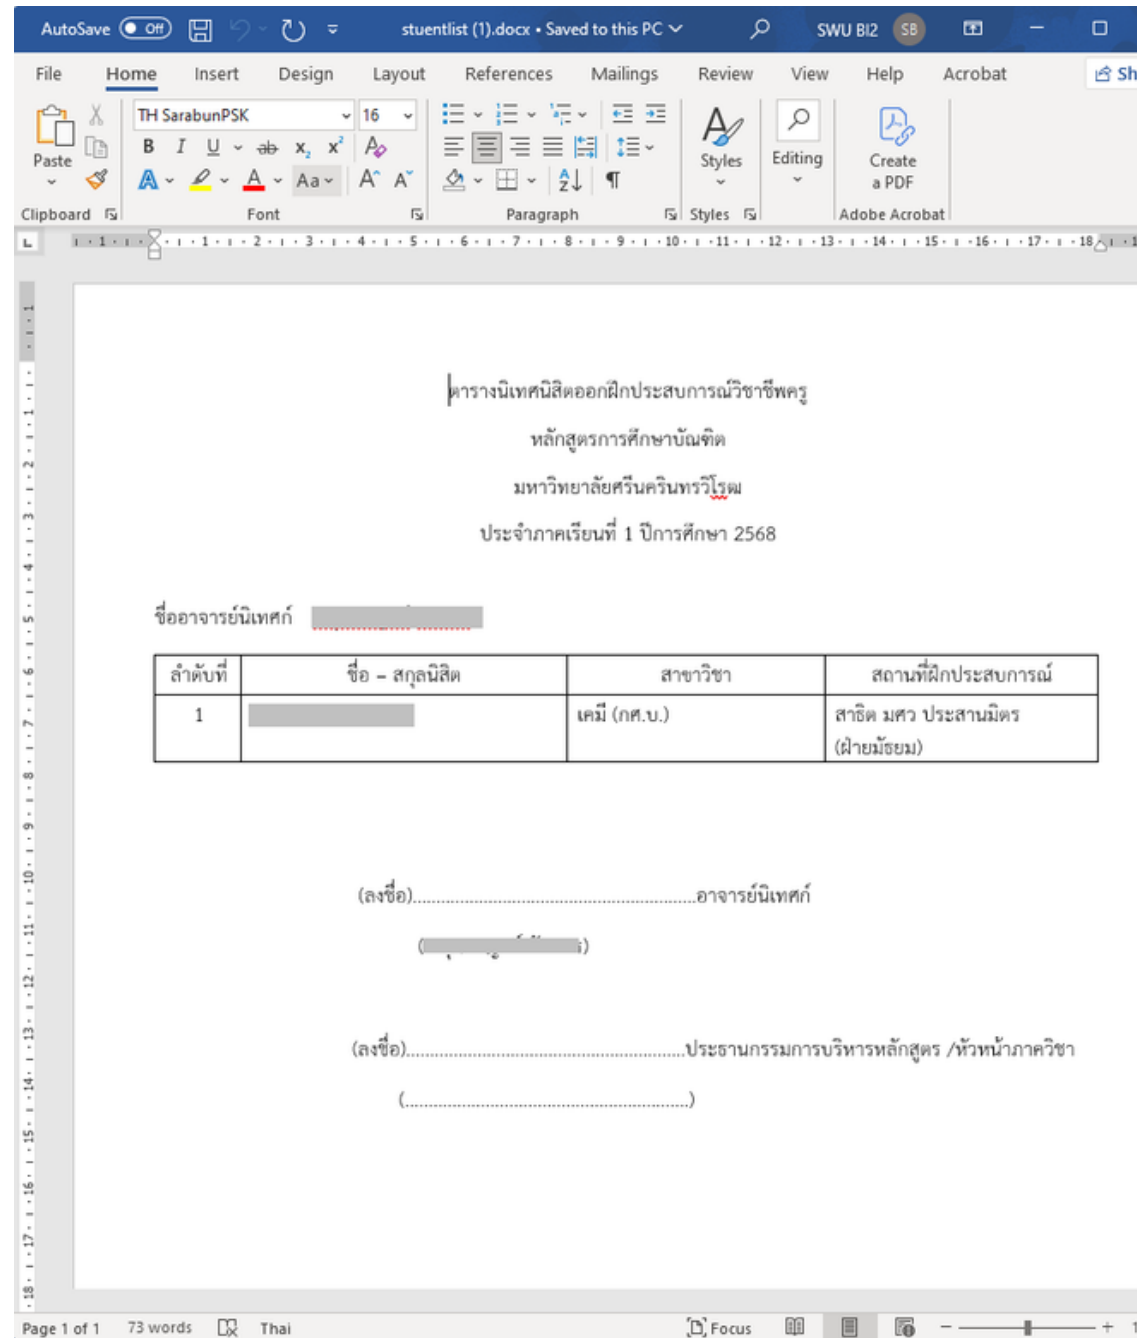 AutoSave Off stuentlist (1).docx • Saved to this PC SWU BI2 SB
File Home Insert Design Layout References Mailings Review View Help Acrobat Sh
TH SarabunPSK 16
Paste B I U ab x₂ x² A Styles Editing Create a PDF
A A Aa A A
Clipboard Font Paragraph Styles Adobe Acrobat
ตารางนิเทศนิสิตออกฝึกประสบการณ์วิชาชีพครู
หลักสูตรการศึกษาบัณฑิต
มหาวิทยาลัยศรีนครินทรวิโรฒ
ประจำภาคเรียนที่ 1 ปีการศึกษา 2568
ชื่ออาจารย์นิเทศก์
ลำดับที่ ชื่อ – สกุลนิสิต สาขาวิชา สถานที่ฝึกประสบการณ์
1 เคมี (กศ.บ.) สาธิต มศว ประสานมิตร
(ฝ่ายมัธยม)
(ลงชื่อ)............................................................อาจารย์นิเทศก์
( )
(ลงชื่อ)...........................................................ประธานกรรมการบริหารหลักสูตร /หัวหน้าภาควิชา
(............................................................)
Page 1 of 1 73 words Thai Focus